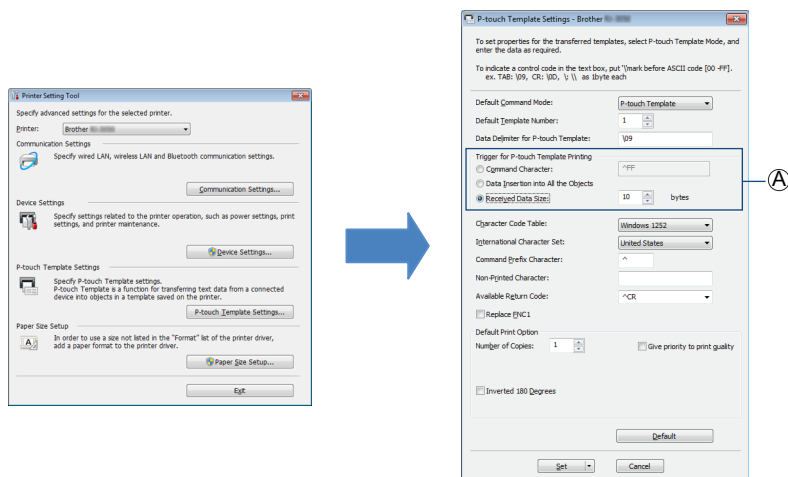 Printer Setting Tool
Specify advanced settings for the selected printer.
Printer: Brother
Communication Settings
Specify wired LAN, wireless LAN and Bluetooth communication settings.
Communication Settings...
Device Settings
Specify settings related to the printer operation, such as power settings, print
settings, and printer maintenance.
Device Settings...
P-touch Template Settings
Specify P-touch Template settings.
P-touch Template is a function for transferring text data from a connected
device into objects in a template saved on the printer.
P-touch Template Settings...
Paper Size Setup
In order to use a size not listed in the "Format" list of the printer driver,
add a paper format to the printer driver.
Paper Size Setup...
Exit
P-touch Template Settings - Brother
To set properties for the transferred templates, select P-touch Template Mode, and
enter the data as required.
To indicate a control code in the text box, put '\'mark before ASCII code [00 -FF].
ex. TAB: \09, CR: \0D, \; \\ as 1byte each
Default Command Mode: P-touch Template
Default Template Number: 1
Data Delimiter for P-touch Template: \09
Trigger for P-touch Template Printing
Command Character: ^FF
Data Insertion into All the Objects
Received Data Size: 10 bytes
A
Character Code Table: Windows 1252
International Character Set: United States
Command Prefix Character: ^
Non-Printed Character:
Available Return Code: ^CR
Replace FNC1
Default Print Option
Number of Copies: 1 Give priority to print quality
Inverted 180 Degrees
Default
Set Cancel